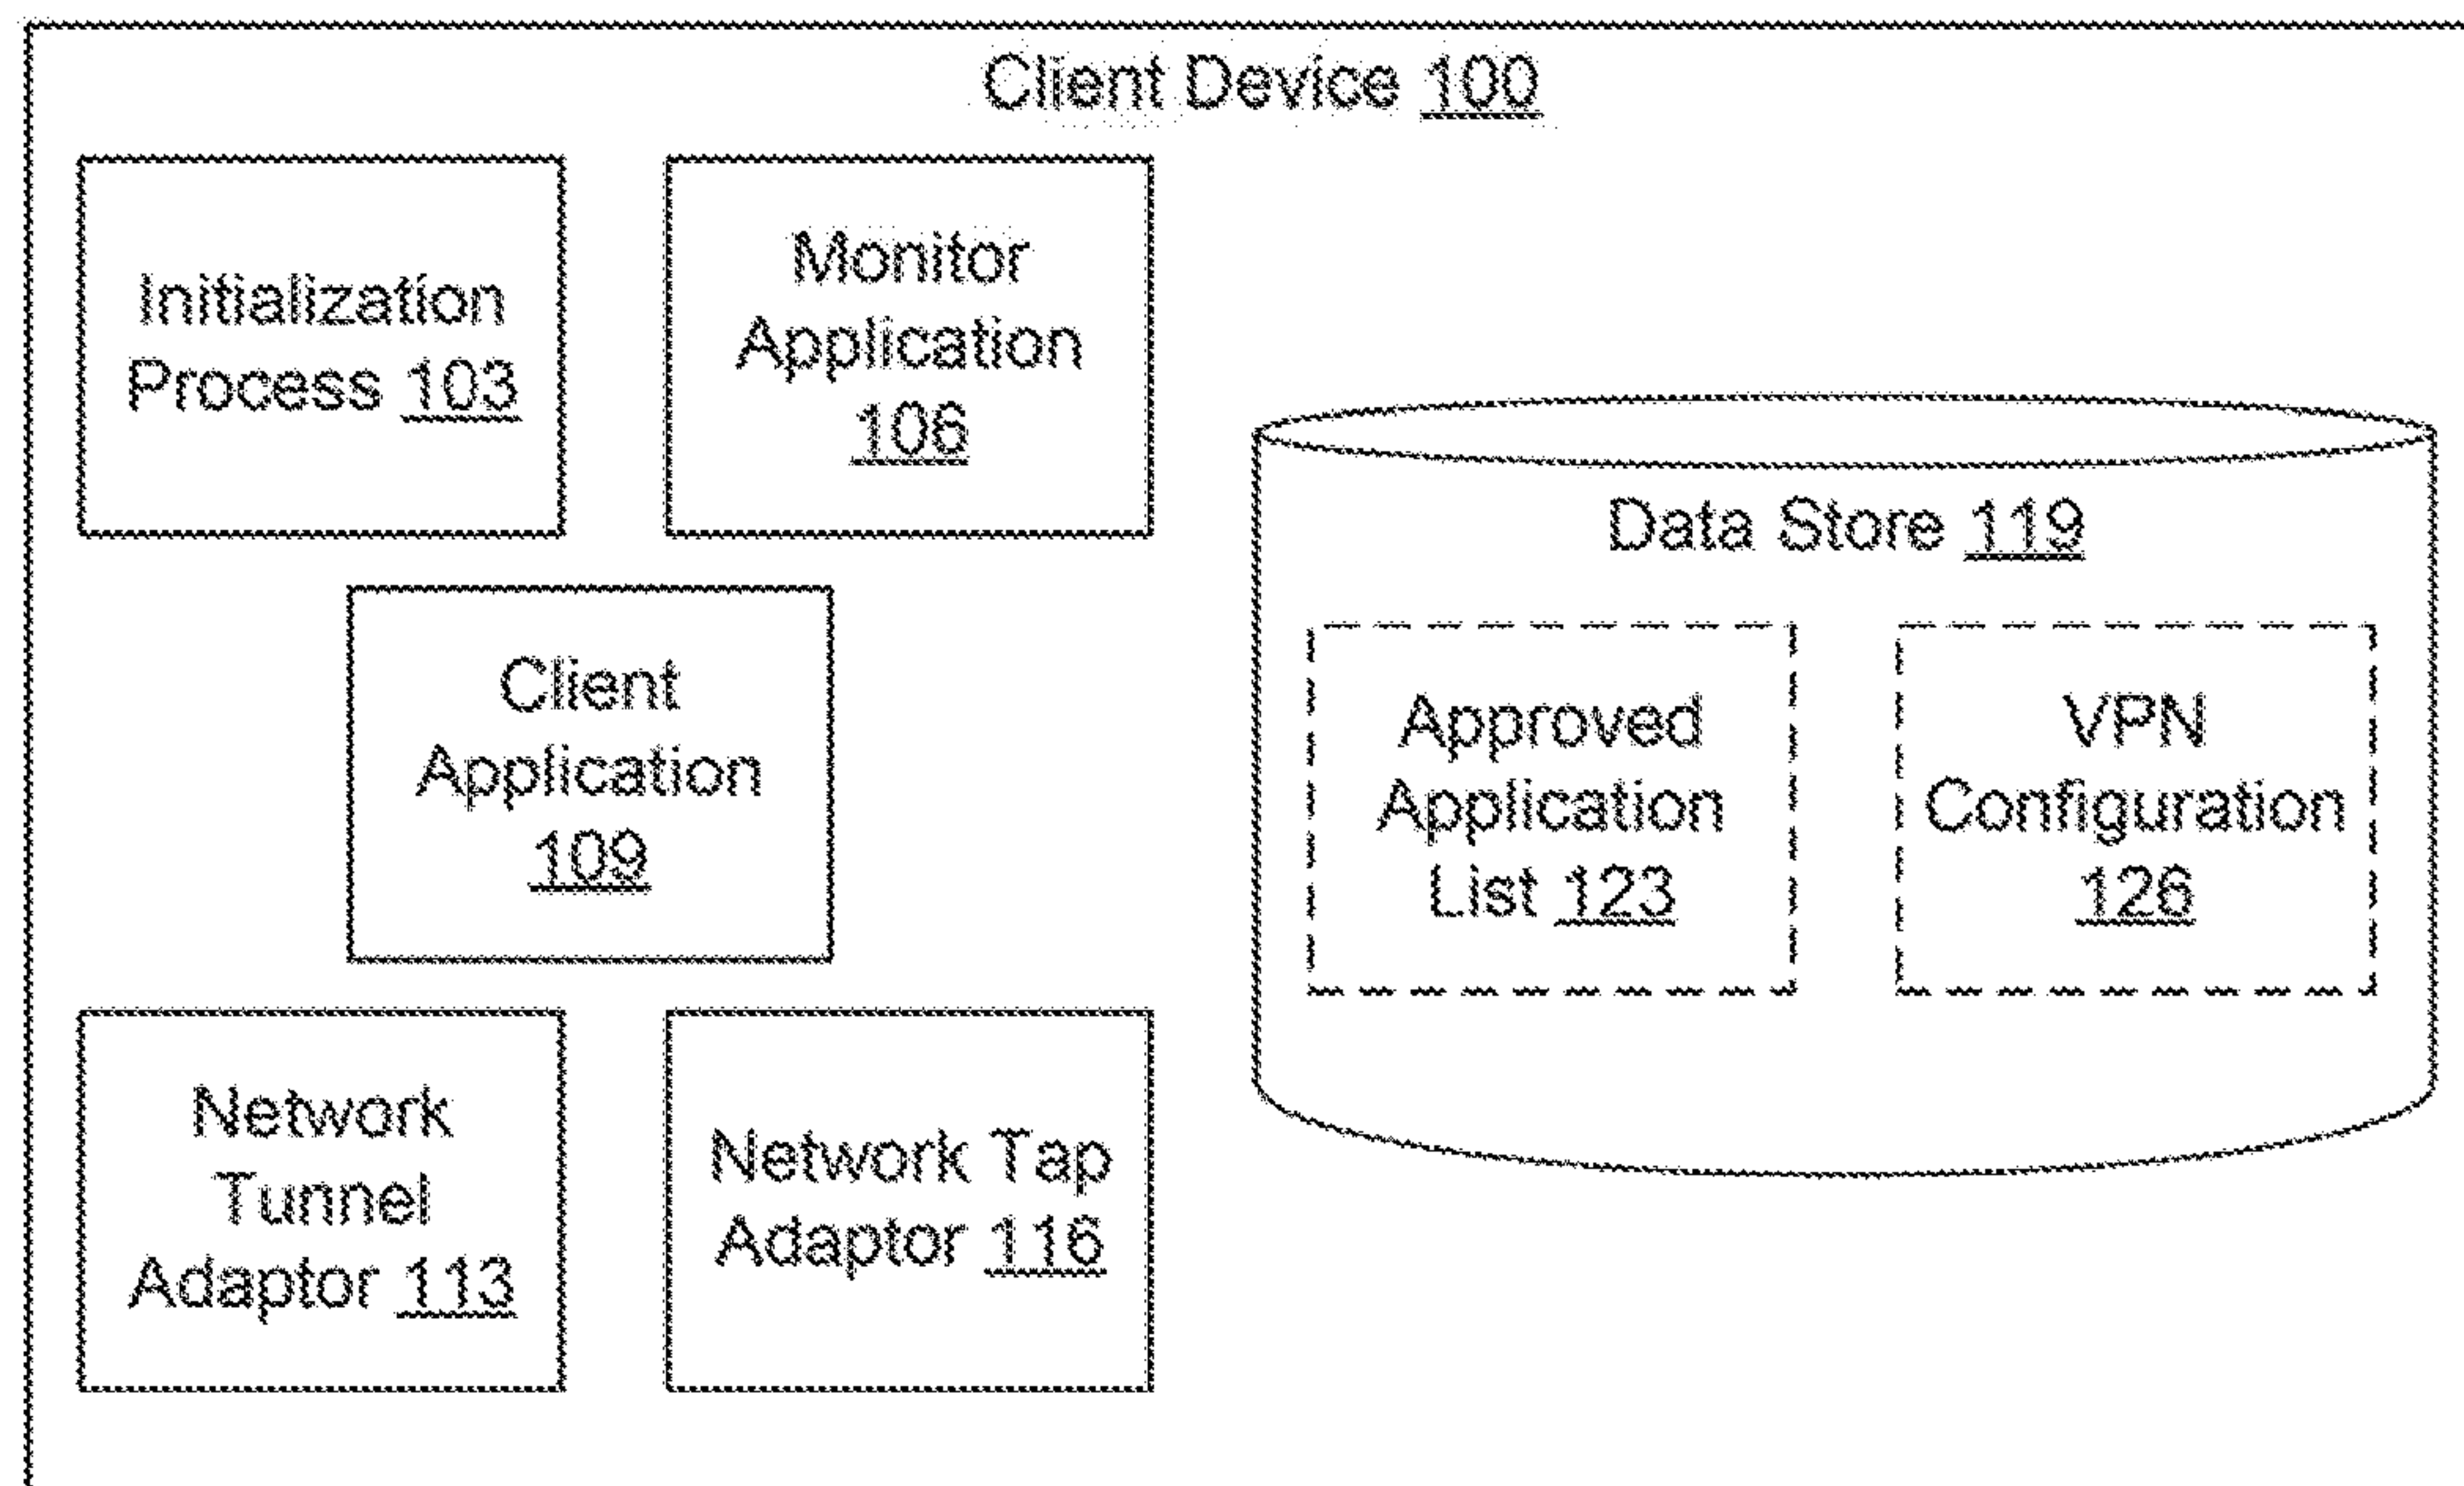 Client Device 100
Initialization
Process 103
Monitor
Application
106
Client
Application
109
Network
Tunnel
Adaptor 113
Network Tap
Adaptor 116
Data Store 119
Approved
Application
List 123
VPN
Configuration
126